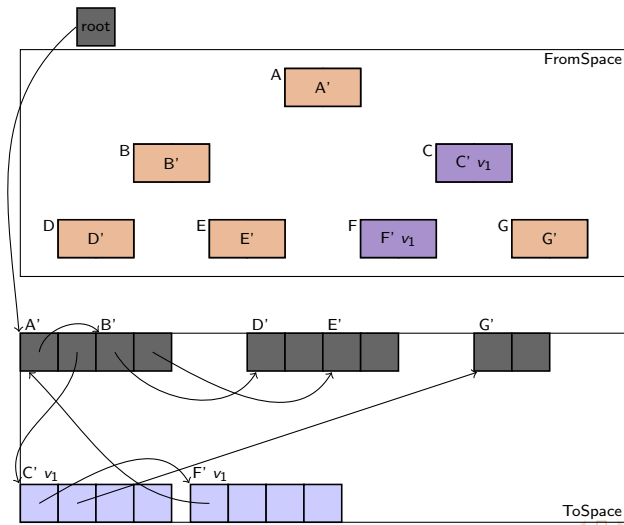 root
FromSpace
A
A'
B
B'
C
C' v₁
D
D'
E
E'
F
F' v₁
G
G'
A'
B'
D'
E'
G'
C' v₁
F' v₁
ToSpace